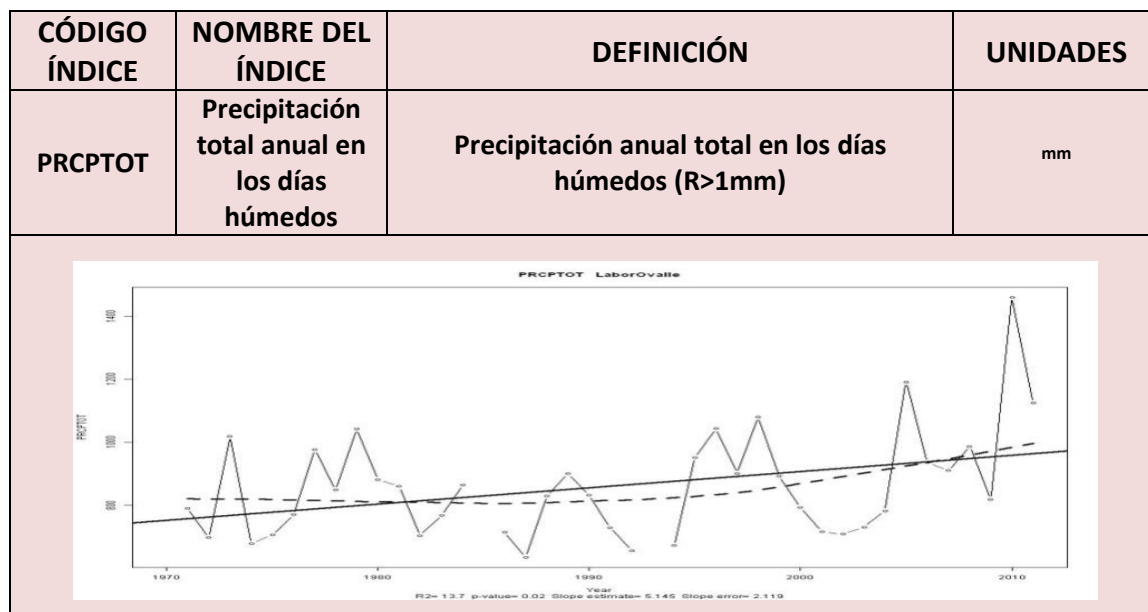 CÓDIGO
ÍNDICE
NOMBRE DEL
ÍNDICE
DEFINICIÓN
UNIDADES
PRCPTOT
Precipitación
total anual en
los días
húmedos
Precipitación anual total en los días
húmedos (R>1mm)
mm
PRCPTOT LaborOvalle
PRCPTOT
1400
1200
1000
800
1970 1980 1990 2000 2010
Year
R2= 13.7 p-value= 0.02 Slope estimate= 5.145 Slope error= 2.119